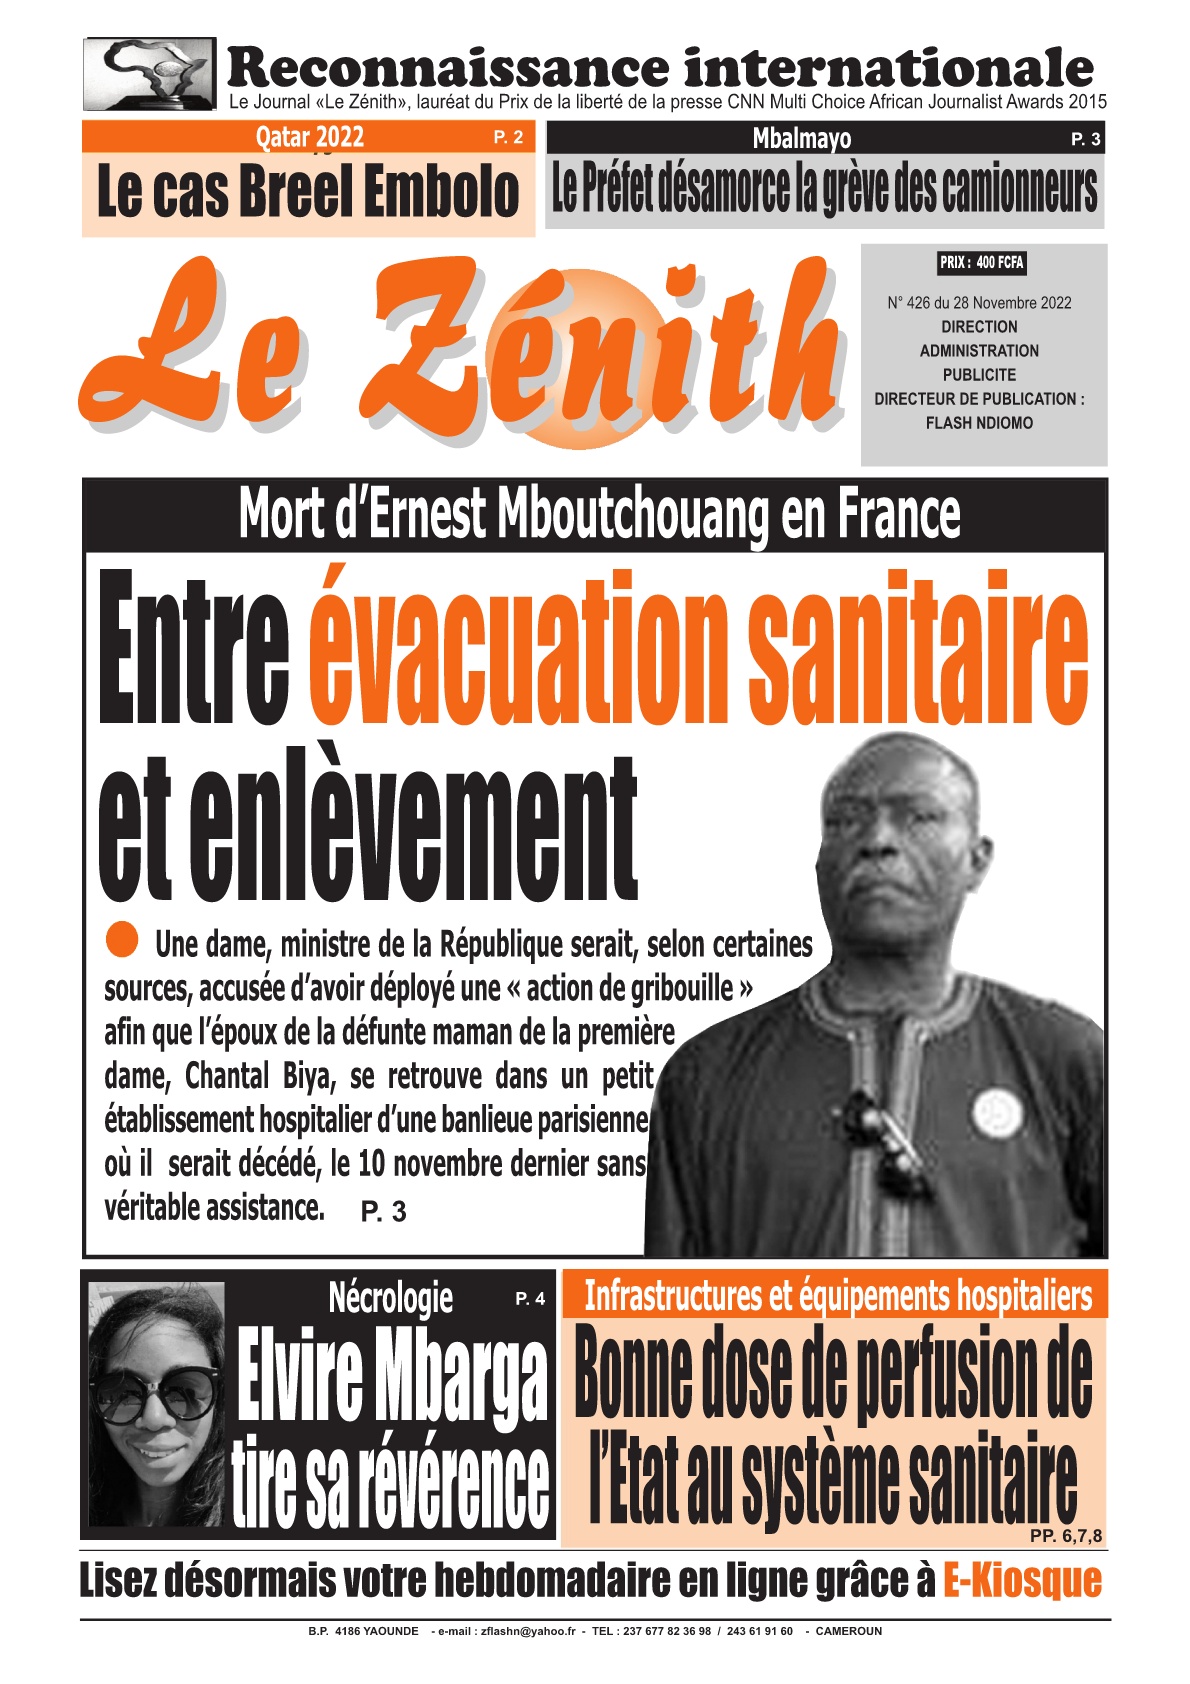 Reconnaissance internationale
Le Journal «Le Zénith», lauréat du Prix de la liberté de la presse CNN Multi Choice African Journalist Awards 2015
Qatar 2022 P. 2
Le cas Breel Embolo
Mbalmayo P. 3
Le Préfet désamorce la grève des camionneurs
Le Zénith
PRIX : 400 FCFA
N° 426 du 28 Novembre 2022
DIRECTION
ADMINISTRATION
PUBLICITE
DIRECTEUR DE PUBLICATION :
FLASH NDIOMO
Mort d’Ernest Mboutchouang en France
Entre évacuation sanitaire
et enlèvement
Une dame, ministre de la République serait, selon certaines
sources, accusée d’avoir déployé une « action de gribouille »
afin que l’époux de la défunte maman de la première
dame, Chantal Biya, se retrouve dans un petit
établissement hospitalier d’une banlieue parisienne
où il serait décédé, le 10 novembre dernier sans
véritable assistance. P. 3
Nécrologie P. 4
Elvire Mbarga
tire sa révérence
Infrastructures et équipements hospitaliers
Bonne dose de perfusion de
l’Etat au système sanitaire
PP. 6,7,8
Lisez désormais votre hebdomadaire en ligne grâce à E-Kiosque
B.P. 4186 YAOUNDE - e-mail : zflashn@yahoo.fr - TEL : 237 677 82 36 98 / 243 61 91 60 - CAMEROUN